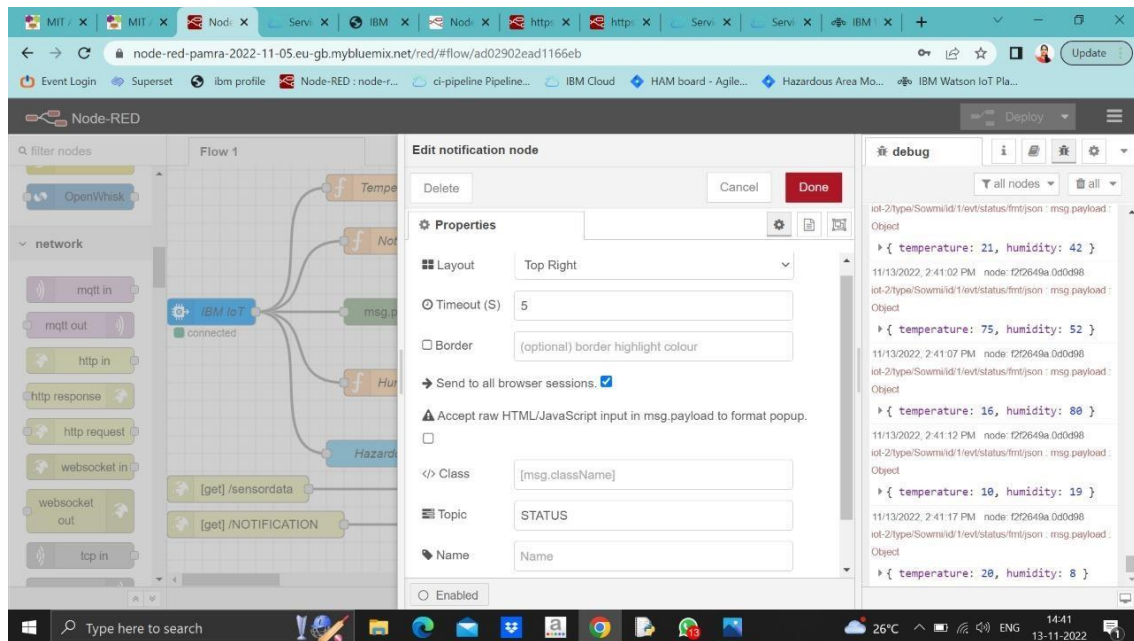 MIT A
MIT A
Node
Servi
IBM
Node
https
https
Servi
Servi
IBM
node-red-pamra-2022-11-05.eu-gb.mybluemix.net/red/#flow/ad02902ead1166eb
Update
Event Login
Superset
ibm profile
Node-RED : node-r...
ci-pipeline Pipeline...
IBM Cloud
HAM board - Agile...
Hazardous Area Mo...
IBM Watson IoT Pla...
Node-RED
Deploy
filter nodes
OpenWhisk
network
mqtt in
mqtt out
http in
http response
http request
websocket in
websocket
out
tcp in
Flow 1
Tempe
Not
IBM IoT
connected
msg.p
Hur
Hazard
[get] /sensordata
[get] /NOTIFICATION
Edit notification node
Delete
Cancel
Done
Properties
Layout
Top Right
Timeout (S)
5
Border
(optional) border highlight colour
Send to all browser sessions.
Accept raw HTML/JavaScript input in msg.payload to format popup.
</> Class
[msg.className]
Topic
STATUS
Name
Name
Enabled
debug
i
all nodes
all
iot-2/type/Sowmi/id/1/evt/status/fmt/json : msg.payload :
Object
{ temperature: 21, humidity: 42 }
11/13/2022, 2:41:02 PM node: f2f2649a.0d0d98
iot-2/type/Sowmi/id/1/evt/status/fmt/json : msg.payload :
Object
{ temperature: 75, humidity: 52 }
11/13/2022, 2:41:07 PM node: f2f2649a.0d0d98
iot-2/type/Sowmi/id/1/evt/status/fmt/json : msg.payload :
Object
{ temperature: 16, humidity: 80 }
11/13/2022, 2:41:12 PM node: f2f2649a.0d0d98
iot-2/type/Sowmi/id/1/evt/status/fmt/json : msg.payload :
Object
{ temperature: 10, humidity: 19 }
11/13/2022, 2:41:17 PM node: f2f2649a.0d0d98
iot-2/type/Sowmi/id/1/evt/status/fmt/json : msg.payload :
Object
{ temperature: 20, humidity: 8 }
Type here to search
a
13
26°C
ENG
14:41
13-11-2022
1